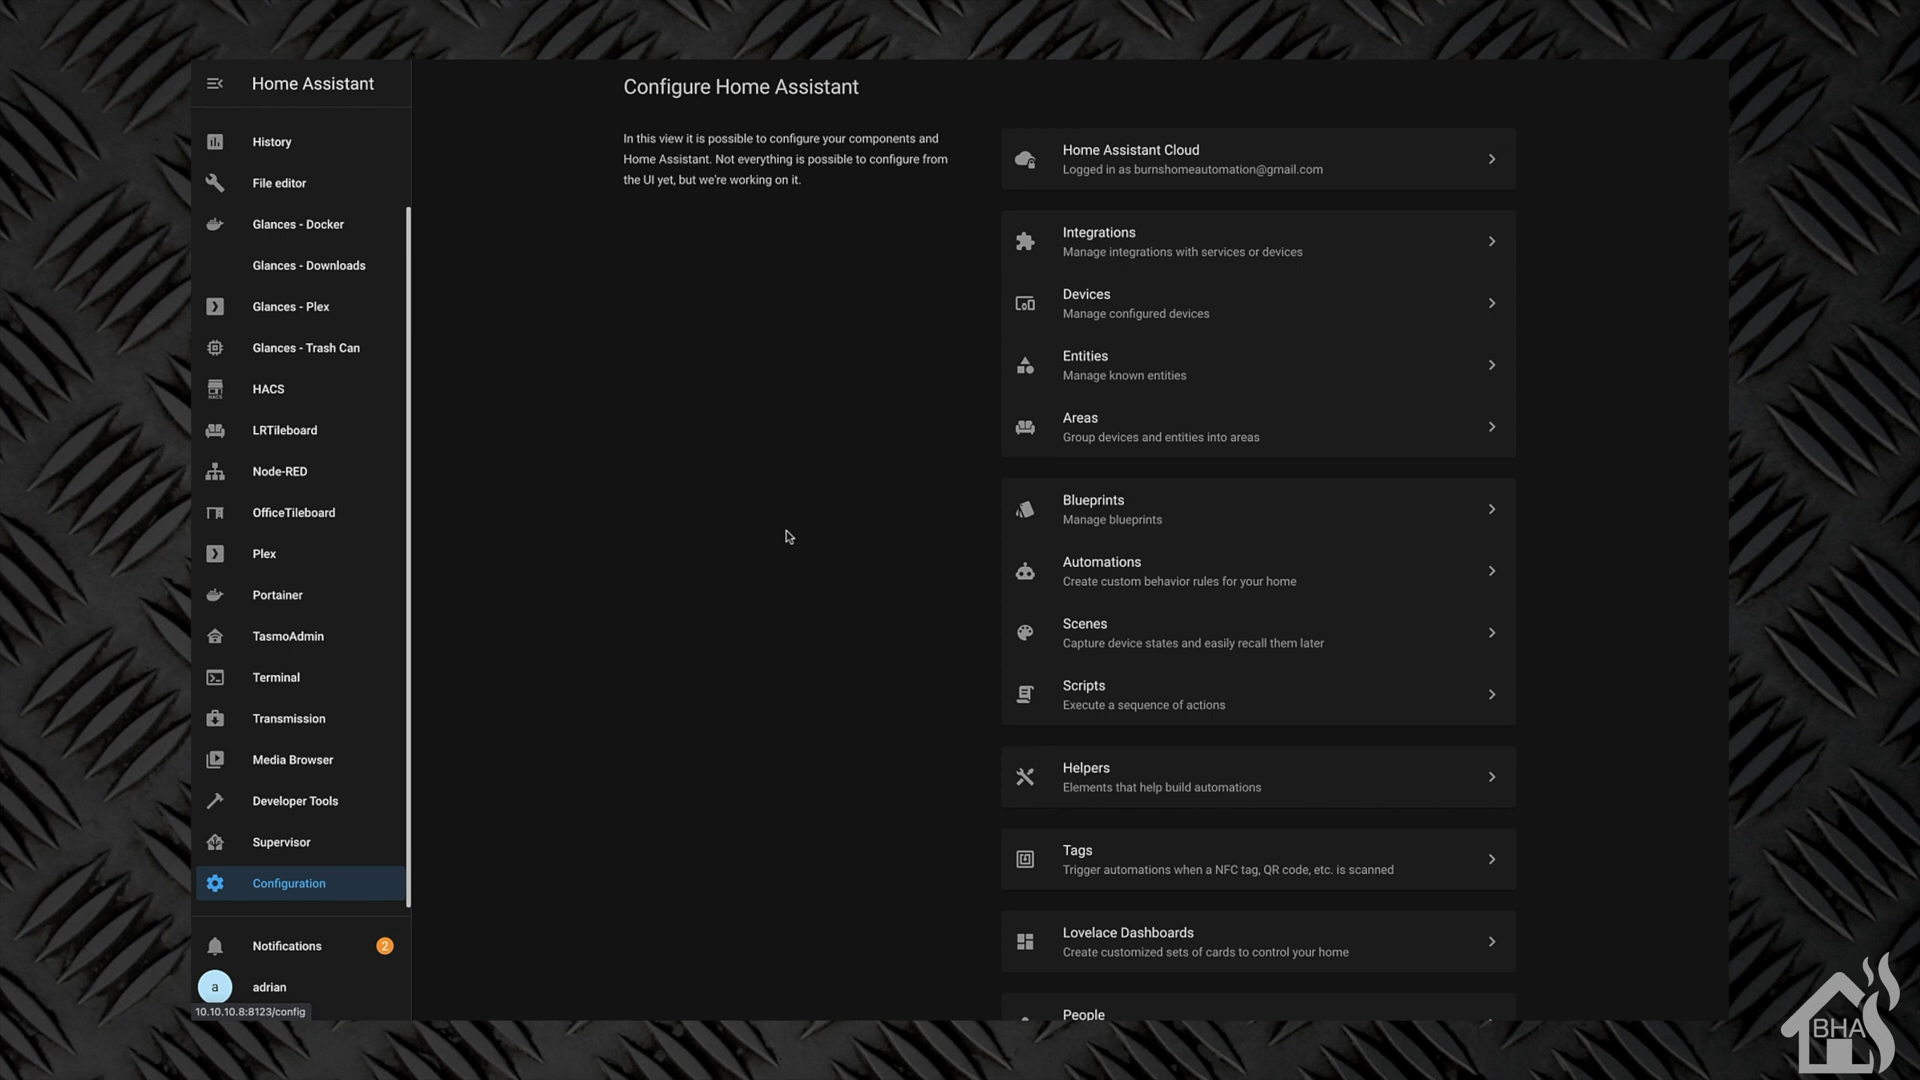 Home Assistant
History
File editor
Glances - Docker
Glances - Downloads
Glances - Plex
Glances - Trash Can
HACS
HACS
LRTileboard
Node-RED
OfficeTileboard
Plex
Portainer
TasmoAdmin
Terminal
Transmission
Media Browser
Developer Tools
Supervisor
Configuration
Notifications
2
a
adrian
10.10.10.8:8123/config
Configure Home Assistant
In this view it is possible to configure your components and
Home Assistant. Not everything is possible to configure from
the UI yet, but we're working on it.
Home Assistant Cloud
Logged in as burnshomeautomation@gmail.com
Integrations
Manage integrations with services or devices
Devices
Manage configured devices
Entities
Manage known entities
Areas
Group devices and entities into areas
Blueprints
Manage blueprints
Automations
Create custom behavior rules for your home
Scenes
Capture device states and easily recall them later
Scripts
Execute a sequence of actions
Helpers
Elements that help build automations
Tags
Trigger automations when a NFC tag, QR code, etc. is scanned
Lovelace Dashboards
Create customized sets of cards to control your home
People
BHA